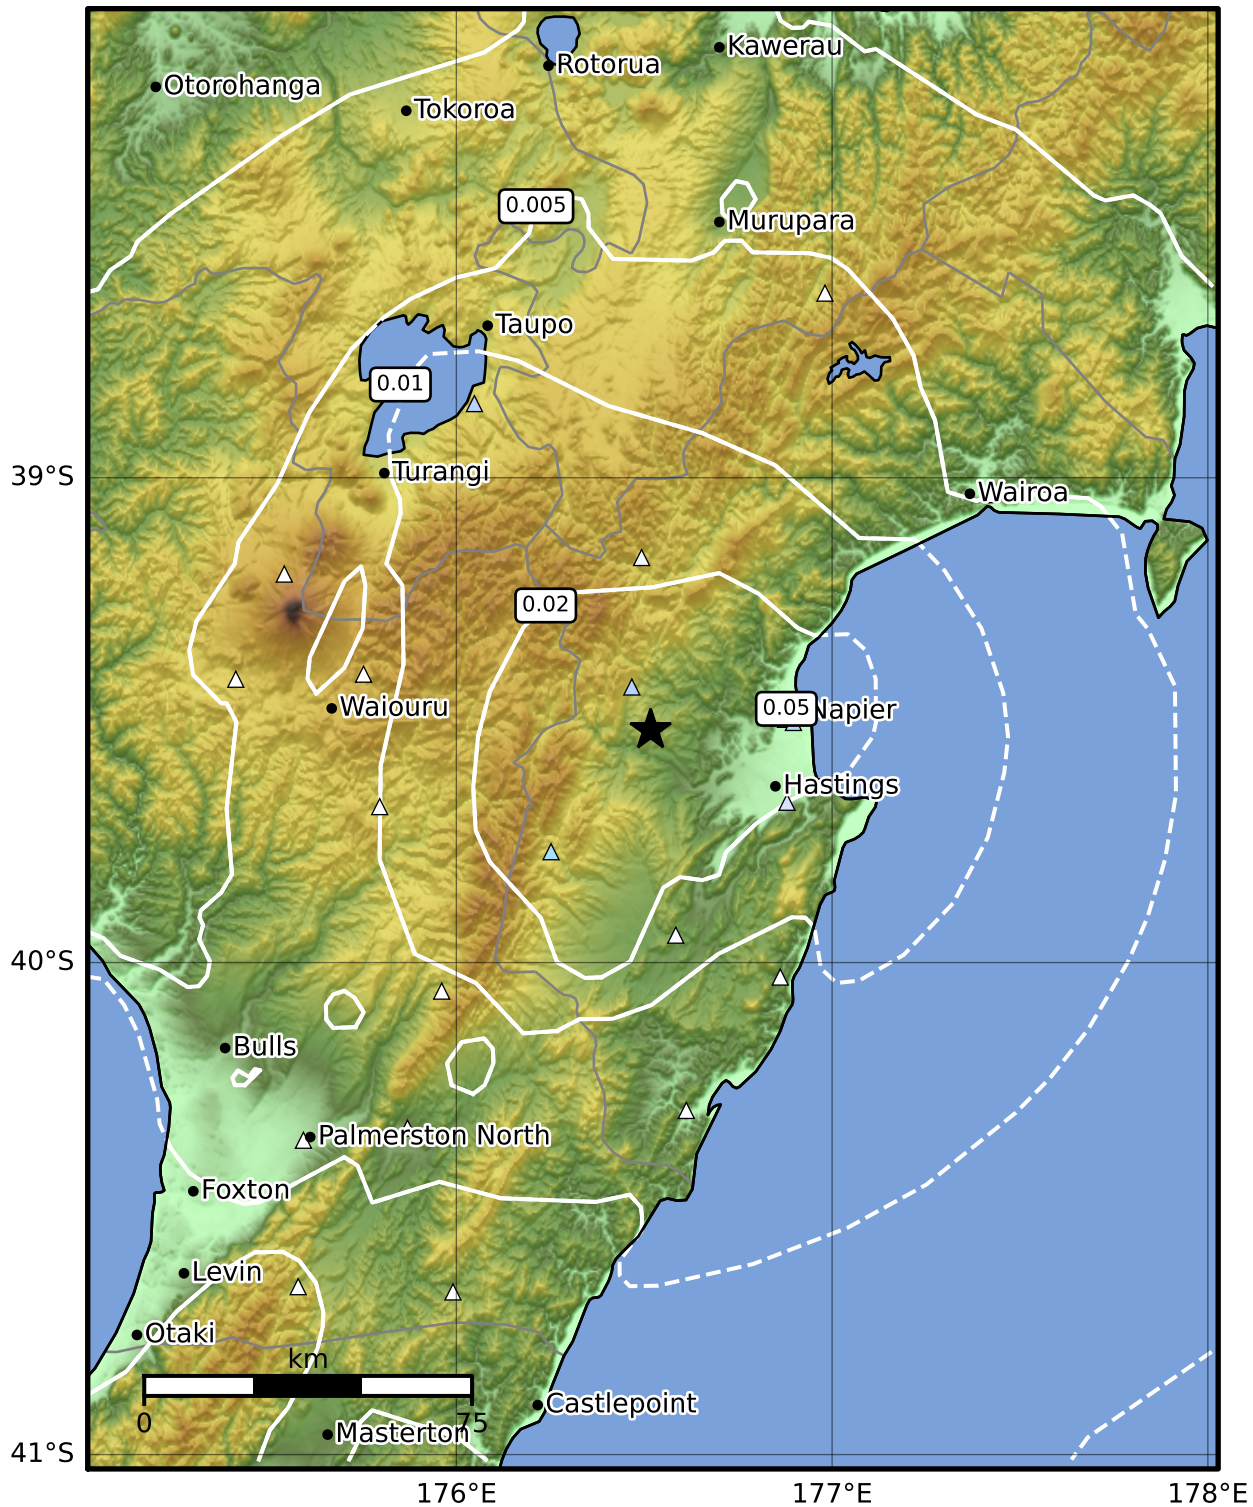 Kawerau
Rotorua
Otorohanga
Tokoroa
0.005
Murupara
Taupo
0.01
Turangi
39°S
Wairoa
0.02
Waiouru
0.05
Napier
Hastings
40°S
Bulls
Palmerston North
Foxton
Levin
Otaki
km
0
75
Castlepoint
Masterton
41°S
176°E
177°E
178°E